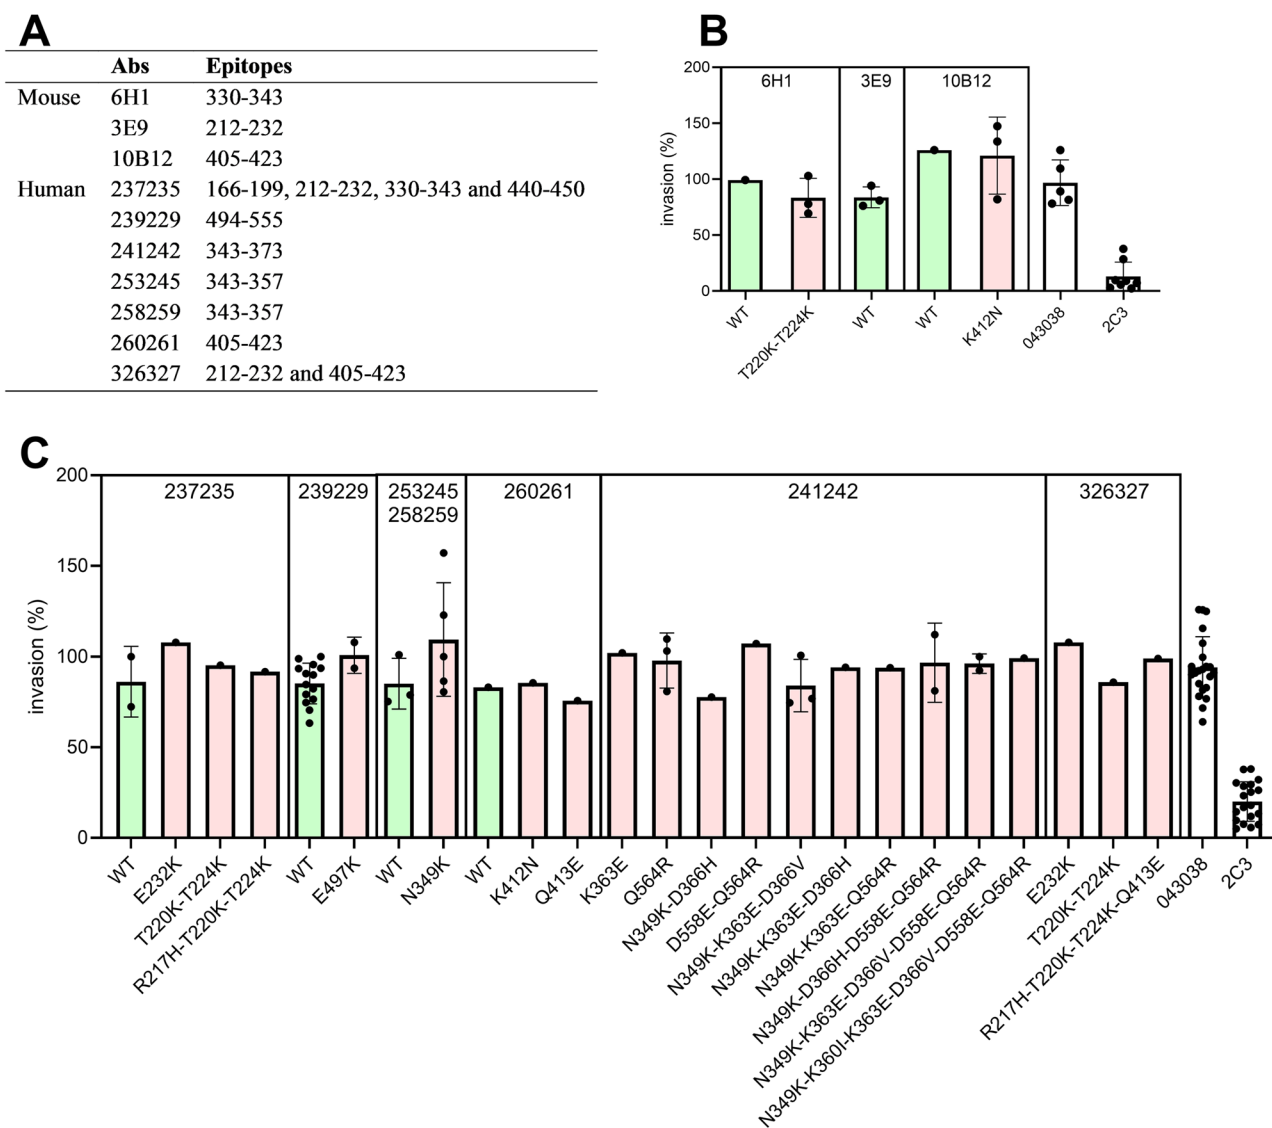 A
Abs Epitopes
Mouse 6H1 330-343
3E9 212-232
10B12 405-423
Human 237235 166-199, 212-232, 330-343 and 440-450
239229 494-555
241242 343-373
253245 343-357
258259 343-357
260261 405-423
326327 212-232 and 405-423
B
invasion (%)
200
150
100
50
0
6H1 3E9 10B12
WT T220K-T224K WT WT K412N 043038 2C3
C
invasion (%)
200
150
100
50
0
237235 239229 253245 260261 241242 326327
258259
WT
E232K
T220K-T224K
R217H-T220K-T224K
WT
E497K
WT
N349K
WT
K412N
Q413E
K363E
Q564R
N349K-D366H
D558E-Q564R
N349K-K363E-D366V
N349K-K363E-D366H
N349K-K363E-Q564R
N349K-D366H-D558E-Q564R
N349K-K363E-D366V-D558E-Q564R
N349K-K360I-K363E-D366V-D558E-Q564R
E232K
T220K-T224K
R217H-T220K-T224K-Q413E
043038
2C3